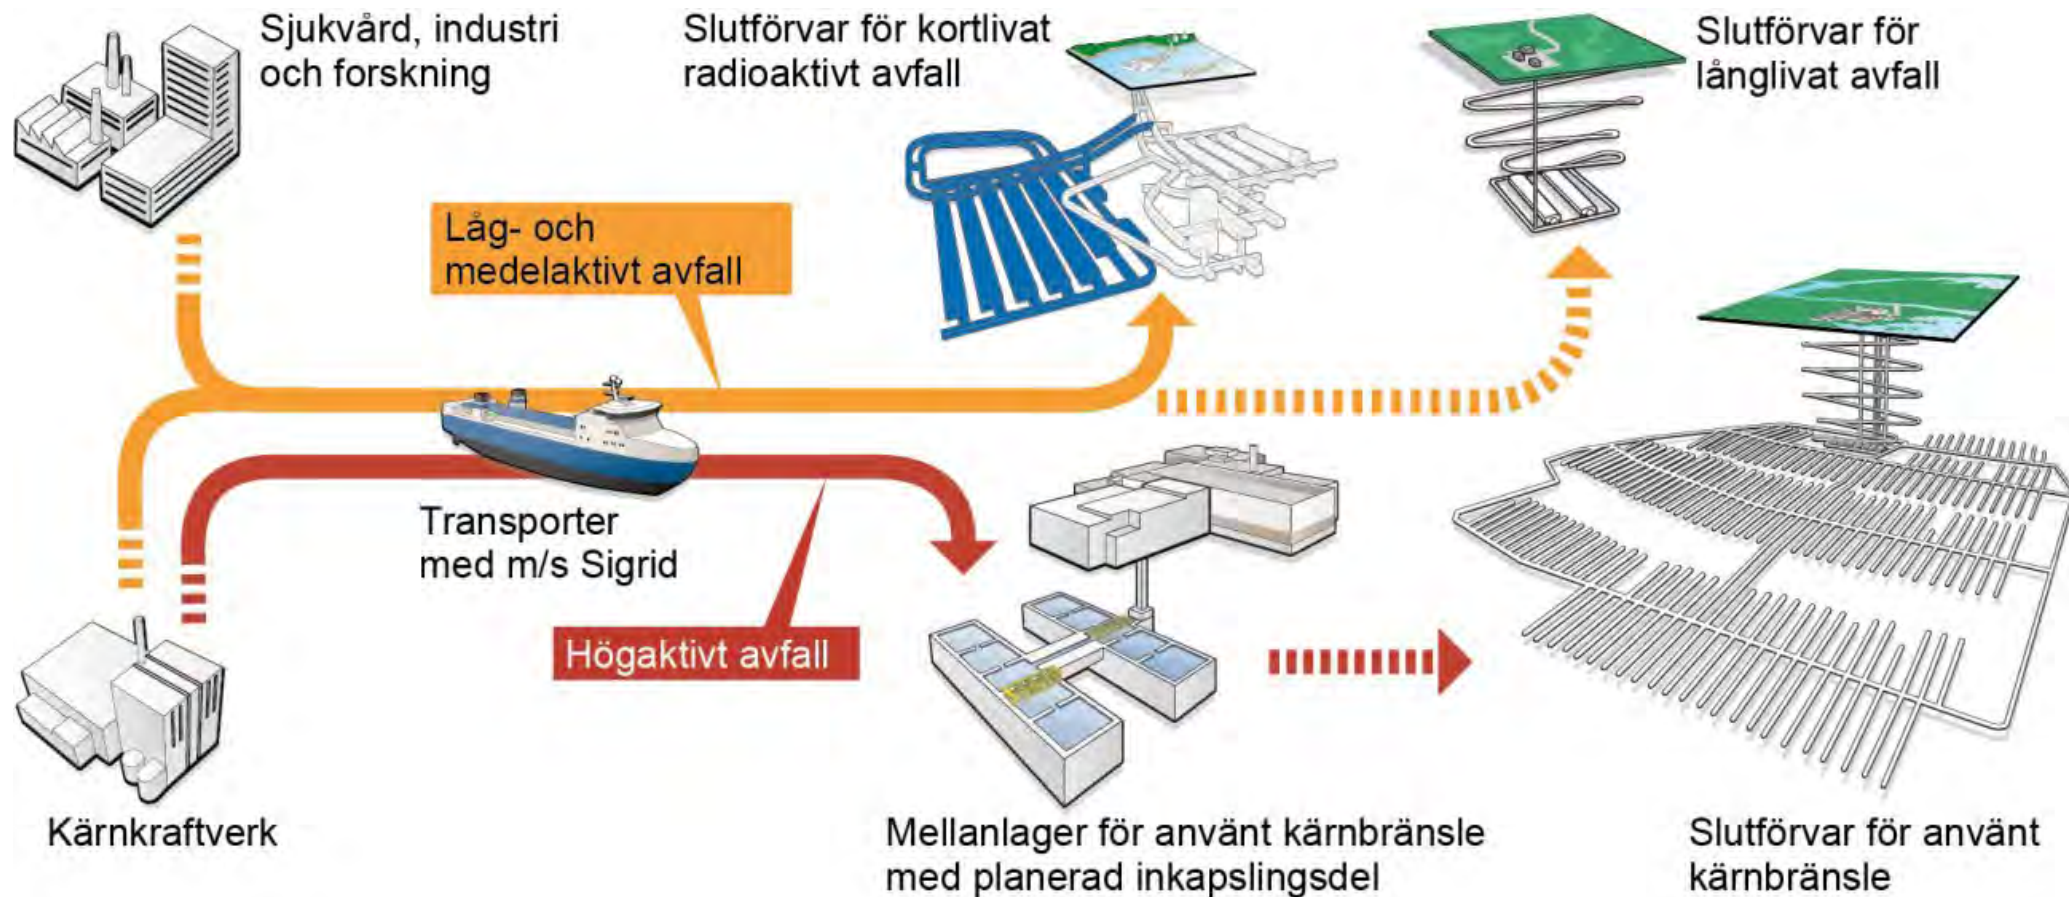 Sjukvård, industri
och forskning
Slutförvar för kortlivat
radioaktivt avfall
Slutförvar för
långlivat avfall
Låg- och
medelaktivt avfall
Transporter
med m/s Sigrid
Högaktivt avfall
Kärnkraftverk
Mellanlager för använt kärnbränsle
med planerad inkapslingsdel
Slutförvar för använt
kärnbränsle